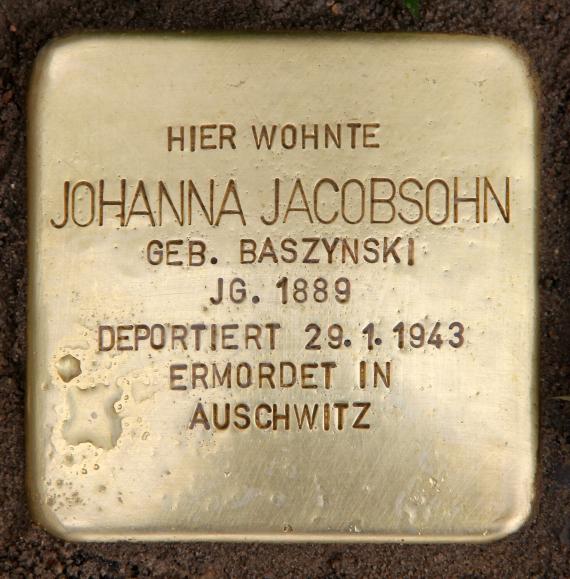 HIER WOHNTE
JOHANNA JACOBSOHN
GEB. BASZYNSKI
JG. 1889
DEPORTIERT 29.1.1943
ERMORDET IN
AUSCHWITZ